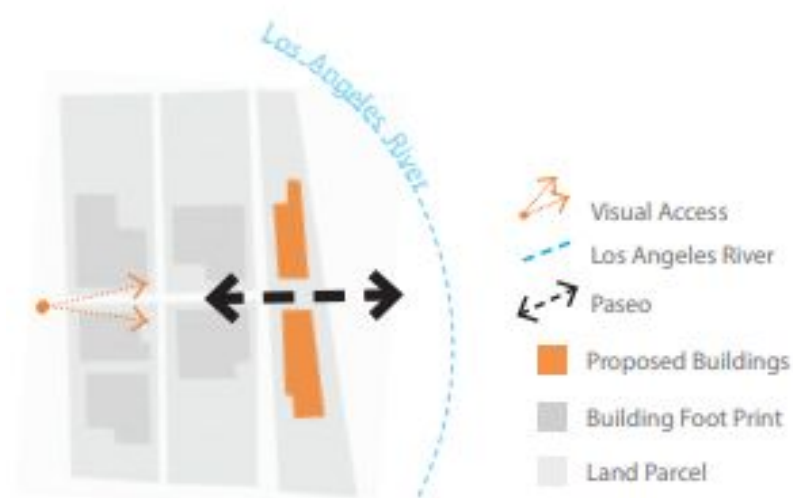 Los Angeles River
Visual Access
Los Angeles River
Paseo
Proposed Buildings
Building Foot Print
Land Parcel